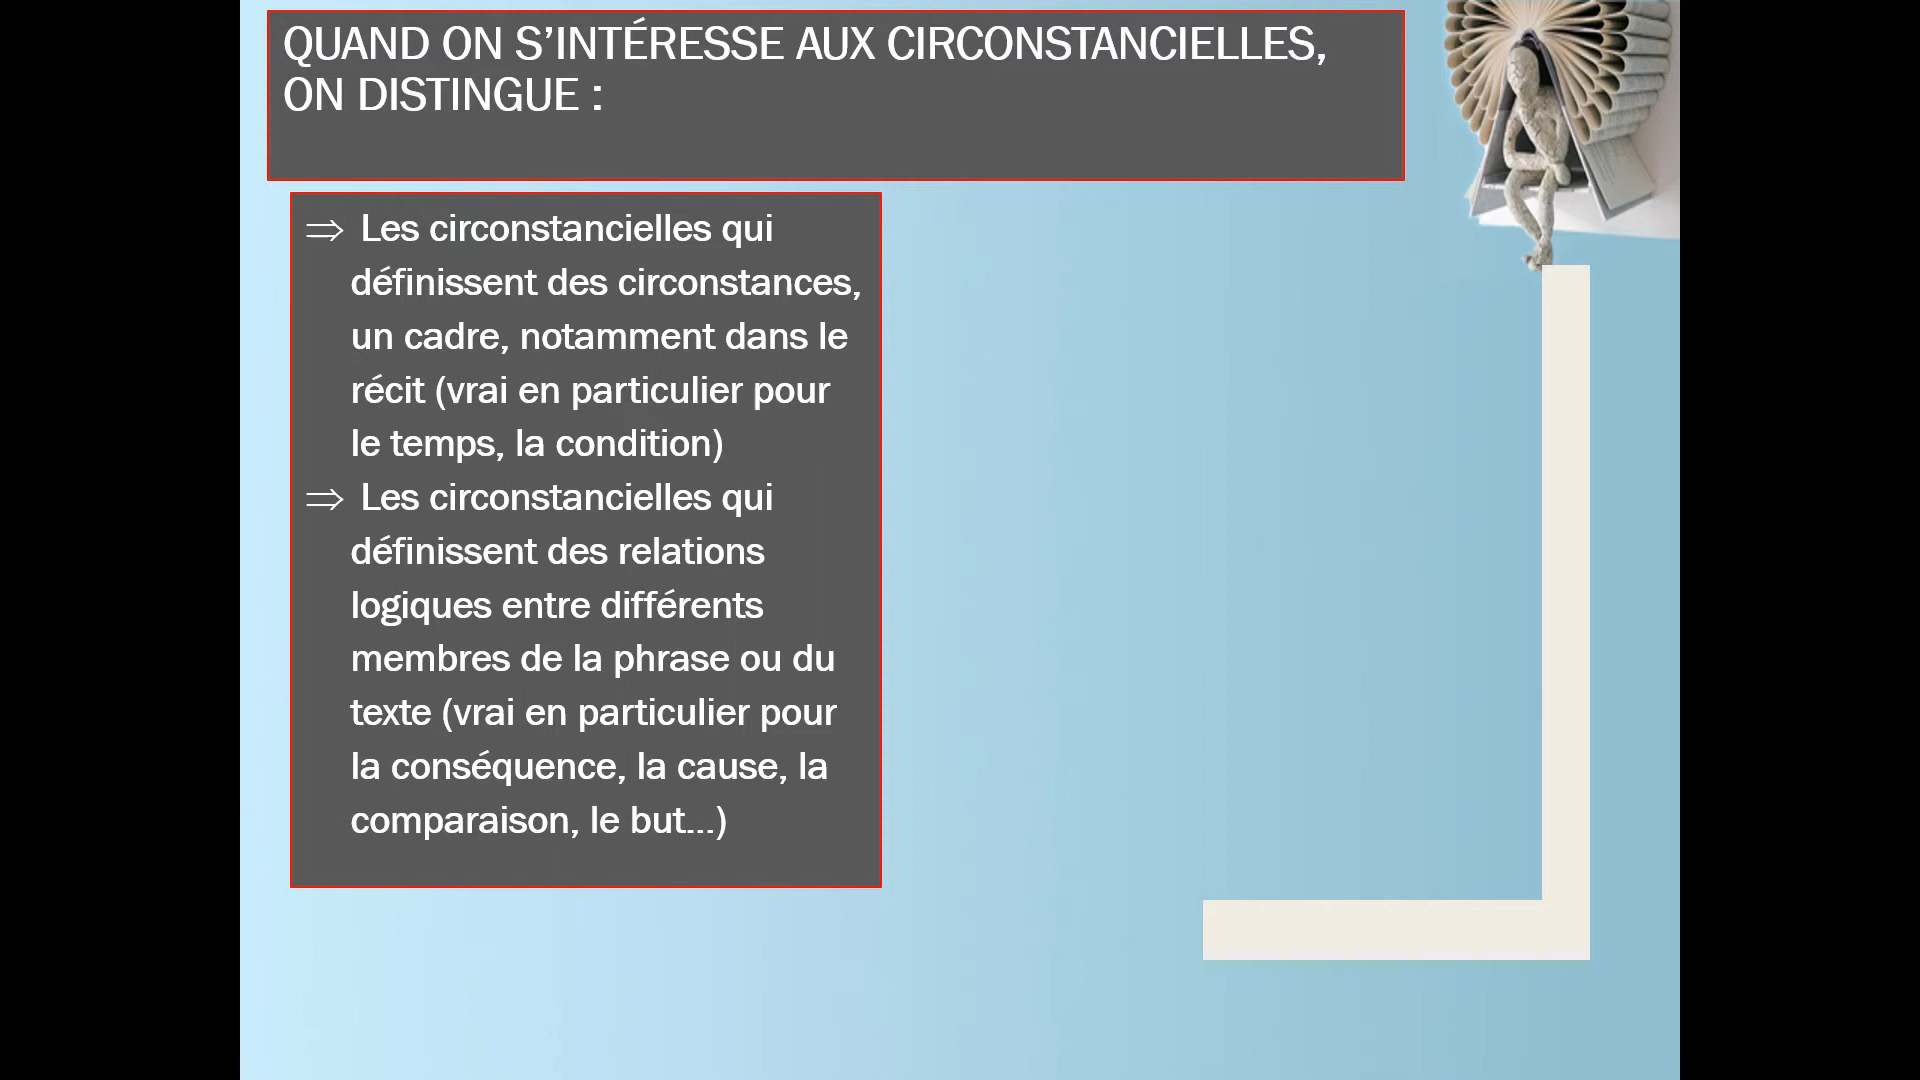 QUAND ON S’INTÉRESSE AUX CIRCONSTANCIELLES,
ON DISTINGUE :
⇒ Les circonstancielles qui
définissent des circonstances,
un cadre, notamment dans le
récit (vrai en particulier pour
le temps, la condition)
⇒ Les circonstancielles qui
définissent des relations
logiques entre différents
membres de la phrase ou du
texte (vrai en particulier pour
la conséquence, la cause, la
comparaison, le but…)